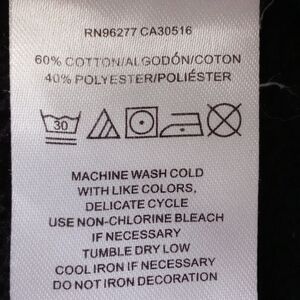 RN96277 CA30516
60% COTTON/ALGODÓN/COTON
40% POLYESTER/POLIÉSTER
30
MACHINE WASH COLD
WITH LIKE COLORS,
DELICATE CYCLE
USE NON-CHLORINE BLEACH
IF NECESSARY
TUMBLE DRY LOW
COOL IRON IF NECESSARY
DO NOT IRON DECORATION